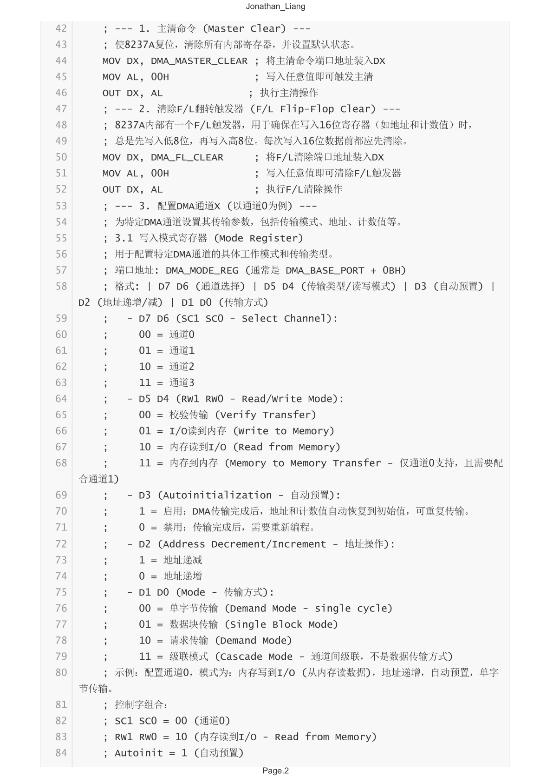 Jonathan_Liang
42 ; --- 1. 主清命令 (Master Clear) ---
43 ; 使8237A复位，清除所有内部寄存器，并设置默认状态。
44 MOV DX, DMA_MASTER_CLEAR ; 将主清命令端口地址装入DX
45 MOV AL, 00H ; 写入任意值即可触发主清
46 OUT DX, AL ; 执行主清操作
47 ; --- 2. 清除F/L翻转触发器 (F/L Flip-Flop Clear) ---
48 ; 8237A内部有一个F/L触发器，用于确保在写入16位寄存器（如地址和计数值）时，
49 ; 总是先写入低8位，再写入高8位。每次写入16位数据前都应先清除。
50 MOV DX, DMA_FL_CLEAR ; 将F/L清除端口地址装入DX
51 MOV AL, 00H ; 写入任意值即可清除F/L触发器
52 OUT DX, AL ; 执行F/L清除操作
53 ; --- 3. 配置DMA通道X (以通道0为例) ---
54 ; 为特定DMA通道设置其传输参数，包括传输模式、地址、计数值等。
55 ; 3.1 写入模式寄存器 (Mode Register)
56 ; 用于配置特定DMA通道的具体工作模式和传输类型。
57 ; 端口地址: DMA_MODE_REG (通常是 DMA_BASE_PORT + 0BH)
58 ; 格式: | D7 D6 (通道选择) | D5 D4 (传输类型/读写模式) | D3 (自动预置) |
D2 (地址递增/减) | D1 D0 (传输方式)
59 ; - D7 D6 (SC1 SC0 - Select Channel):
60 ; 00 = 通道0
61 ; 01 = 通道1
62 ; 10 = 通道2
63 ; 11 = 通道3
64 ; - D5 D4 (RW1 RW0 - Read/Write Mode):
65 ; 00 = 校验传输 (Verify Transfer)
66 ; 01 = I/O读到内存 (Write to Memory)
67 ; 10 = 内存读到I/O (Read from Memory)
68 ; 11 = 内存到内存 (Memory to Memory Transfer - 仅通道0支持，且需要配
合通道1)
69 ; - D3 (Autoinitialization - 自动预置):
70 ; 1 = 启用；DMA传输完成后，地址和计数值自动恢复到初始值，可重复传输。
71 ; 0 = 禁用；传输完成后，需要重新编程。
72 ; - D2 (Address Decrement/Increment - 地址操作):
73 ; 1 = 地址递减
74 ; 0 = 地址递增
75 ; - D1 D0 (Mode - 传输方式):
76 ; 00 = 单字节传输 (Demand Mode - single cycle)
77 ; 01 = 数据块传输 (Single Block Mode)
78 ; 10 = 请求传输 (Demand Mode)
79 ; 11 = 级联模式 (Cascade Mode - 通道间级联，不是数据传输方式)
80 ; 示例：配置通道0，模式为：内存写到I/O (从内存读数据)，地址递增，自动预置，单字
节传输。
81 ; 控制字组合：
82 ; SC1 SC0 = 00 (通道0)
83 ; RW1 RW0 = 10 (内存读到I/O - Read from Memory)
84 ; Autoinit = 1 (自动预置)
Page.2